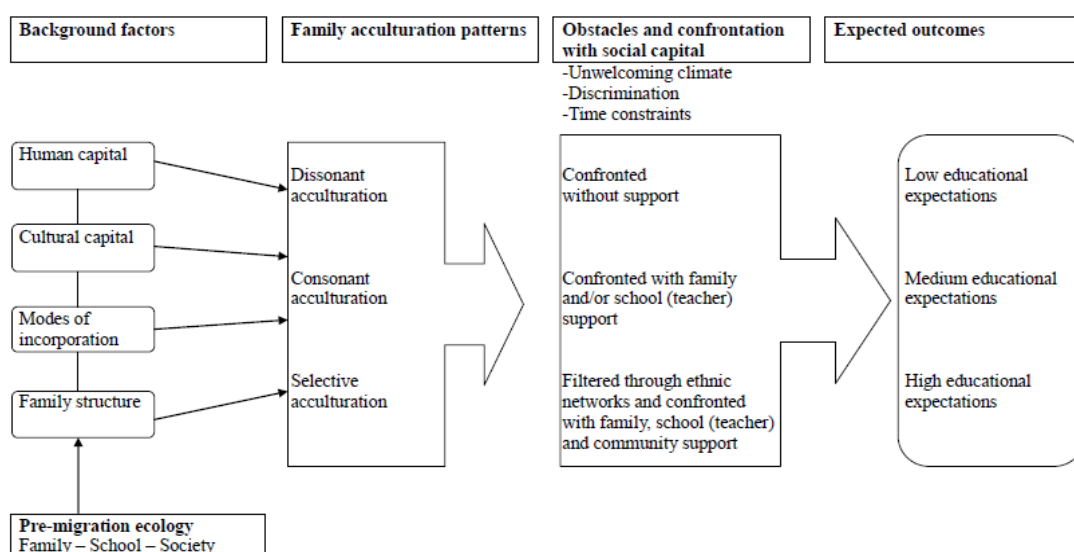 Background factors
Family acculturation patterns
Obstacles and confrontation
with social capital
-Unwelcoming climate
-Discrimination
-Time constraints
Expected outcomes
Human capital
Cultural capital
Modes of
incorporation
Family structure
Pre-migration ecology
Family – School – Society
Dissonant
acculturation
Consonant
acculturation
Selective
acculturation
Confronted
without support
Confronted with family
and/or school (teacher)
support
Filtered through ethnic
networks and confronted
with family, school (teacher)
and community support
Low educational
expectations
Medium educational
expectations
High educational
expectations